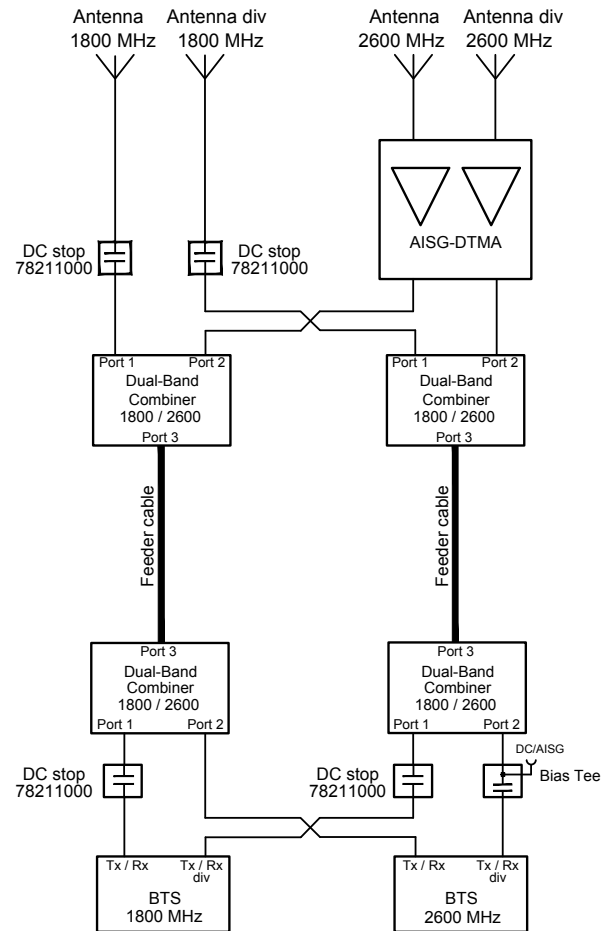 Antenna
1800 MHz
Antenna div
1800 MHz
Antenna
2600 MHz
Antenna div
2600 MHz
AISG-DTMA
DC stop
78211000
DC stop
78211000
Port 1
Port 2
Dual-Band
Combiner
1800 / 2600
Port 3
Port 1
Port 2
Dual-Band
Combiner
1800 / 2600
Port 3
Feeder cable
Feeder cable
Port 3
Dual-Band
Combiner
1800 / 2600
Port 1
Port 2
Port 3
Dual-Band
Combiner
1800 / 2600
Port 1
Port 2
DC stop
78211000
DC stop
78211000
DC/AISG
Bias Tee
Tx / Rx
Tx / Rx
div
BTS
1800 MHz
Tx / Rx
Tx / Rx
div
BTS
2600 MHz